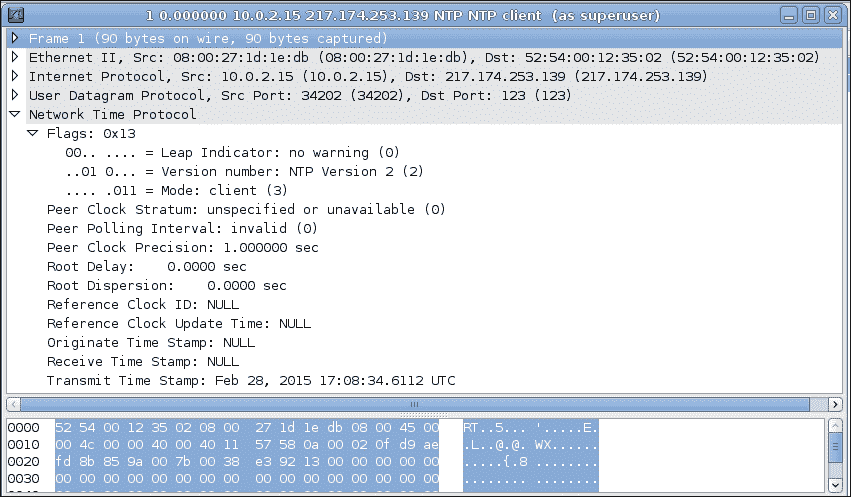 1 0.000000 10.0.2.15 217.174.253.139 NTP NTP client (as superuser)
Frame 1 (90 bytes on wire, 90 bytes captured)
Ethernet II, Src: 08:00:27:1d:1e:db (08:00:27:1d:1e:db), Dst: 52:54:00:12:35:02 (52:54:00:12:35:02)
Internet Protocol, Src: 10.0.2.15 (10.0.2.15), Dst: 217.174.253.139 (217.174.253.139)
User Datagram Protocol, Src Port: 34202 (34202), Dst Port: 123 (123)
Network Time Protocol
Flags: 0x13
00.. .... = Leap Indicator: no warning (0)
..01 0... = Version number: NTP Version 2 (2)
.... .011 = Mode: client (3)
Peer Clock Stratum: unspecified or unavailable (0)
Peer Polling Interval: invalid (0)
Peer Clock Precision: 1.000000 sec
Root Delay:    0.0000 sec
Root Dispersion:    0.0000 sec
Reference Clock ID: NULL
Reference Clock Update Time: NULL
Originate Time Stamp: NULL
Receive Time Stamp: NULL
Transmit Time Stamp: Feb 28, 2015 17:08:34.6112 UTC
0000  52 54 00 12 35 02 08 00  27 1d 1e db 08 00 45 00   RT..5... '.....E.
0010  00 4c 00 00 40 00 40 11  57 58 0a 00 02 0f d9 ae   .L..@.@. WX......
0020  fd 8b 85 9a 00 7b 00 38  e3 92 13 00 00 00 00 00   .....{.8 ........
0030  00 00 00 00 00 00 00 00  00 00 00 00 00 00 00 00   ........ ........